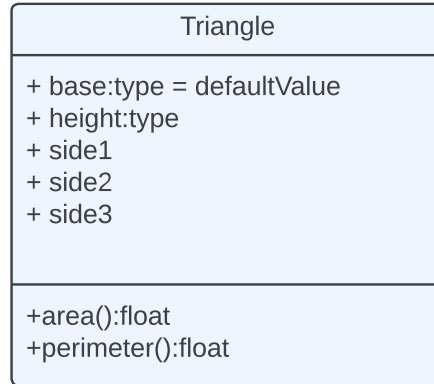 Triangle
+ base:type = defaultValue
+ height:type
+ side1
+ side2
+ side3
+area():float
+perimeter():float